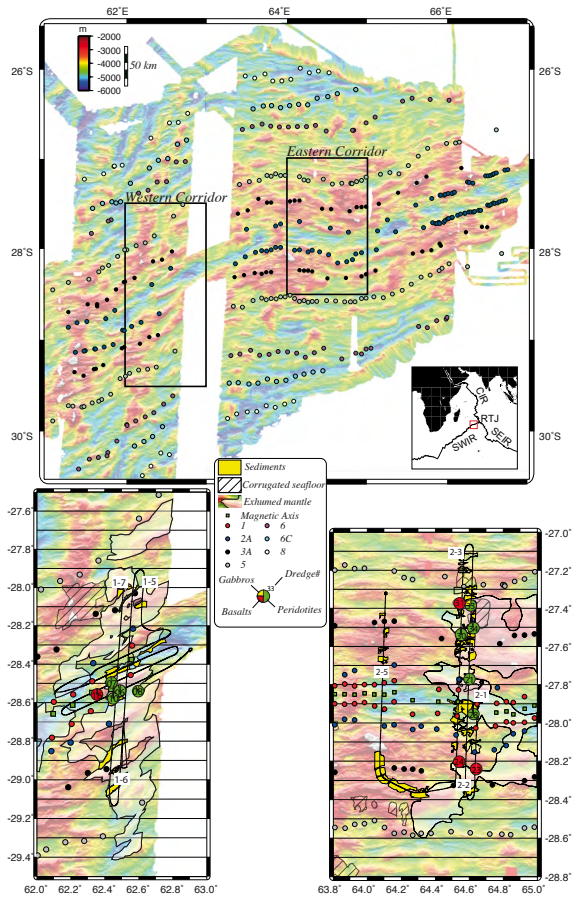 62°E
64°E
66°E
m
-2000
-3000
-4000
-5000
-6000
50 km
26°S
Eastern Corridor
Western Corridor
28°S
30°S
CIR
RTJ
SWIR
SEIR
Sediments
Corrugated seafloor
Exhumed mantle
Magnetic Axis
1
6
2A
6C
3A
8
5
Gabbros
Dredge#
33
Basalts
Peridotites
-27.6
-27.8
-28.0
-28.2
-28.4
-28.6
-28.8
-29.0
-29.2
-29.4
1-7
1-5
1-6
62.0°
62.2°
62.4°
62.6°
62.8°
63.0°
-27.0°
-27.2°
-27.4°
-27.6°
-27.8°
-28.0°
-28.2°
-28.4°
-28.6°
-28.8°
2-3
2-5
2-1
2-2
63.8°
64.0°
64.2°
64.4°
64.6°
64.8°
65.0°